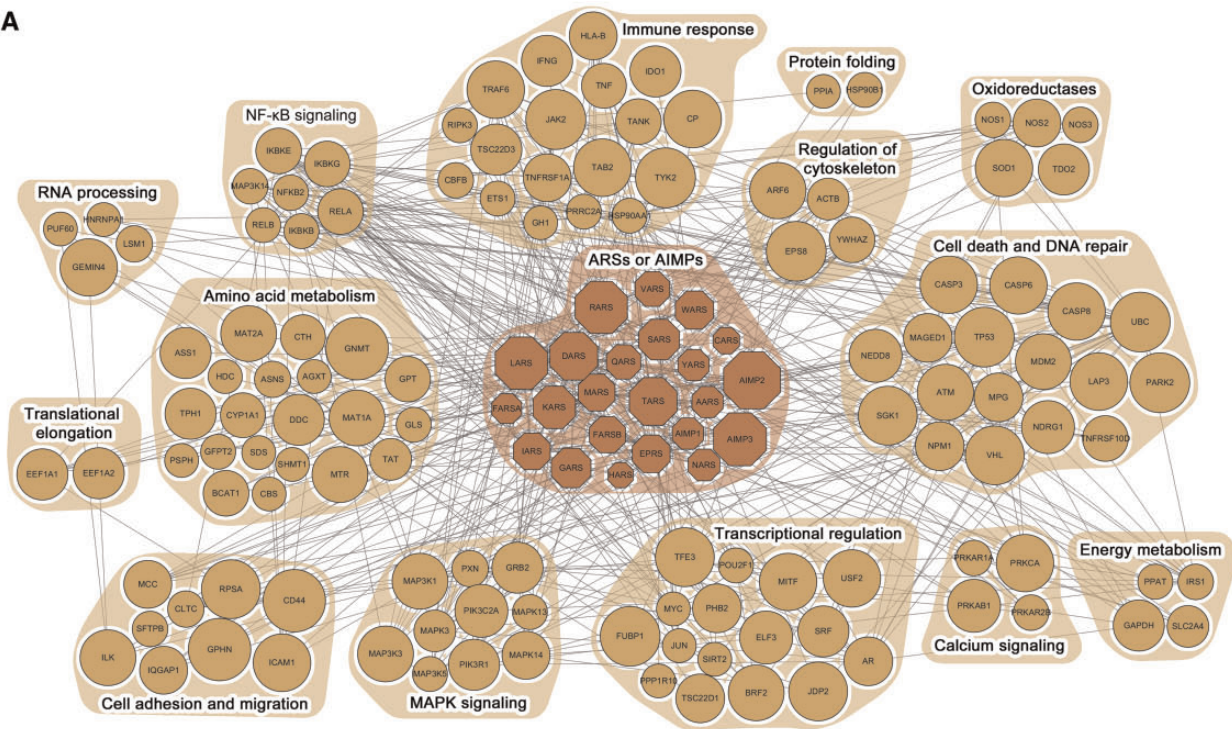 A
Immune response
HLA-B
IFNG
TNF
IDO1
TRAF6
JAK2
TANK
CP
RIPK3
TSC22D3
TAB2
TYK2
CBFB
TNFRSF1A
ETS1
GH1
PRRC2A
HSP90AA1
Protein folding
PPIA
HSP90B1
Oxidoreductases
NOS1
NOS2
NOS3
SOD1
TDO2
NF-κB signaling
IKBKE
IKBKG
MAP3K14
NFKB2
RELA
RELB
IKBKB
Regulation of
cytoskeleton
ARF6
ACTB
EPS8
YWHAZ
RNA processing
PUF60
HNRNPA1
LSM1
GEMIN4
ARSs or AIMPs
RARS
VARS
WARS
SARS
CARS
LARS
DARS
QARS
YARS
AIMP2
MARS
FARSA
KARS
TARS
AARS
FARSB
AIMP1
AIMP3
IARS
GARS
EPRS
HARS
NARS
Cell death and DNA repair
CASP3
CASP6
CASP8
UBC
NEDD8
MAGED1
TP53
MDM2
LAP3
PARK2
ATM
MPG
SGK1
NDRG1
TNFRSF10D
NPM1
VHL
Amino acid metabolism
MAT2A
CTH
GNMT
ASS1
HDC
ASNS
AGXT
GPT
TPH1
CYP1A1
DDC
MAT1A
GLS
PSPH
GFPT2
SDS
SHMT1
MTR
TAT
BCAT1
CBS
Translational
elongation
EEF1A1
EEF1A2
MCC
RPSA
CD44
CLTC
SFTPB
ILK
IQGAP1
GPHN
ICAM1
Cell adhesion and migration
MAP3K1
PXN
GRB2
PIK3C2A
MAPK13
MAPK3
MAP3K3
MAP3K5
PIK3R1
MAPK14
MAPK signaling
Transcriptional regulation
TFE3
POU2F1
MITF
USF2
MYC
PHB2
FUBP1
JUN
ELF3
SRF
SIRT2
AR
PPP1R10
TSC22D1
BRF2
JDP2
PRKAR1A
PRKCA
PRKAB1
PRKAR2B
Calcium signaling
Energy metabolism
PPAT
IRS1
GAPDH
SLC2A4